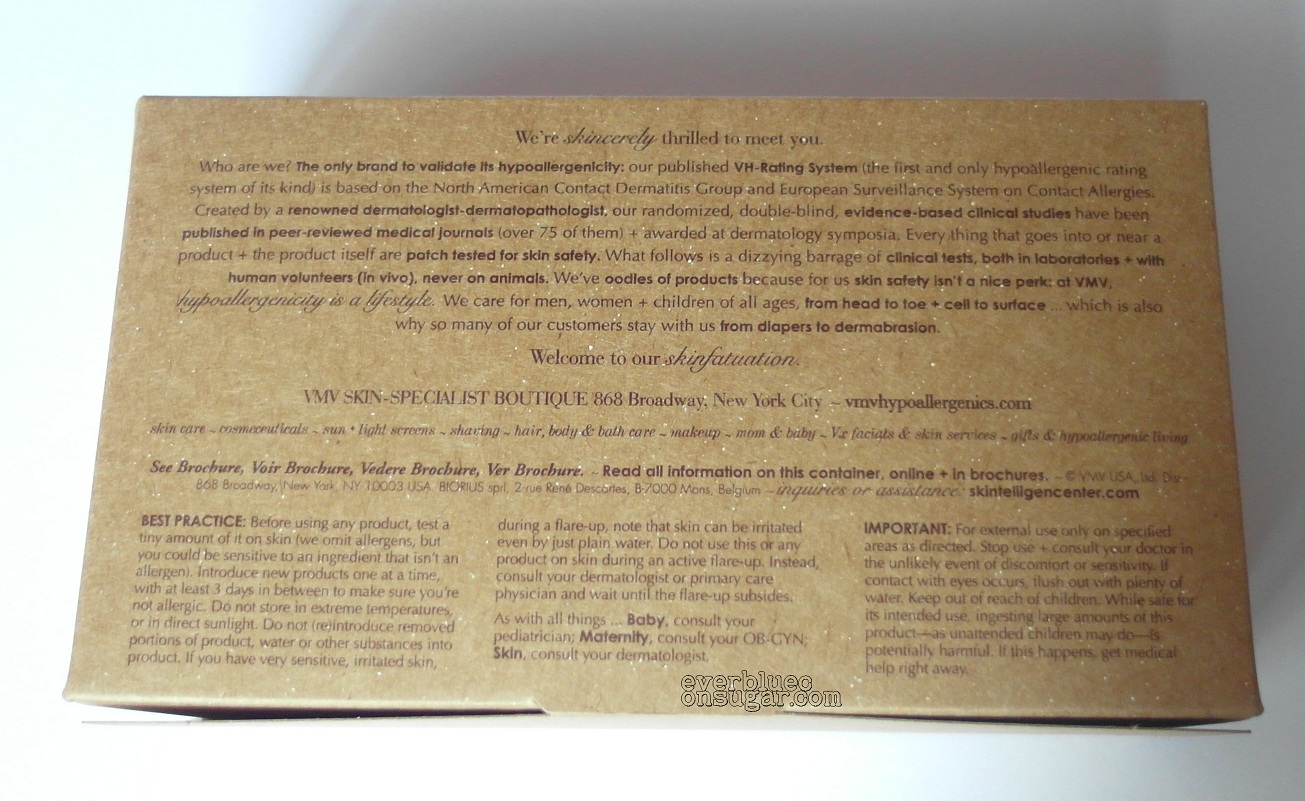 We're skincerely thrilled to meet you.
Who are we? The only brand to validate its hypoallergenicity: our published VH-Rating System (the first and only hypoallergenic rating
system of its kind) is based on the North American Contact Dermatitis Group and European Surveillance System on Contact Allergies.
Created by a renowned dermatologist-dermatopathologist, our randomized, double-blind, evidence-based clinical studies have been
published in peer-reviewed medical journals (over 75 of them) + awarded at dermatology symposia. Every thing that goes into or near a
product + the product itself are patch tested for skin safety. What follows is a dizzying barrage of clinical tests, both in laboratories + with
human volunteers (in vivo), never on animals. We've oodles of products because for us skin safety isn't a nice perk: at VMV,
hypoallergenicity is a lifestyle. We care for men, women + children of all ages, from head to toe + cell to surface ... which is also
why so many of our customers stay with us from diapers to dermabrasion.
Welcome to our skinfatuation.
VMV SKIN-SPECIALIST BOUTIQUE 868 Broadway, New York City ~ vmvhypoallergenics.com
skin care ~ cosmeceuticals ~ sun + light screens ~ shaving ~ hair, body & bath care ~ makeup ~ mom & baby ~ Vx facials & skin services ~ gifts & hypoallergenic living
See Brochure, Voir Brochure, Vedere Brochure, Ver Brochure. ~ Read all information on this container, online + in brochures. ~ © VMV USA, Ltd. Dist.
868 Broadway, New York, NY 10003 USA. BIORIUS sprl, 2 rue René Descartes, B-7000 Mons, Belgium ~ inquiries or assistance: skintelligencenter.com
BEST PRACTICE: Before using any product, test a
tiny amount of it on skin (we omit allergens, but
you could be sensitive to an ingredient that isn't an
allergen). Introduce new products one at a time,
with at least 3 days in between to make sure you're
not allergic. Do not store in extreme temperatures,
or in direct sunlight. Do not (re)introduce removed
portions of product, water or other substances into
product. If you have very sensitive, irritated skin,
during a flare-up, note that skin can be irritated
even by just plain water. Do not use this or any
product on skin during an active flare-up. Instead,
consult your dermatologist or primary care
physician and wait until the flare-up subsides.
As with all things ... Baby, consult your
pediatrician; Maternity, consult your OB-GYN;
Skin, consult your dermatologist.
IMPORTANT: For external use only on specified
areas as directed. Stop use + consult your doctor in
the unlikely event of discomfort or sensitivity. If
contact with eyes occurs, flush out with plenty of
water. Keep out of reach of children. While safe for
its intended use, ingesting large amounts of this
product—as unattended children may do—is
potentially harmful. If this happens, get medical
help right away.
everbluec
onsugar.com